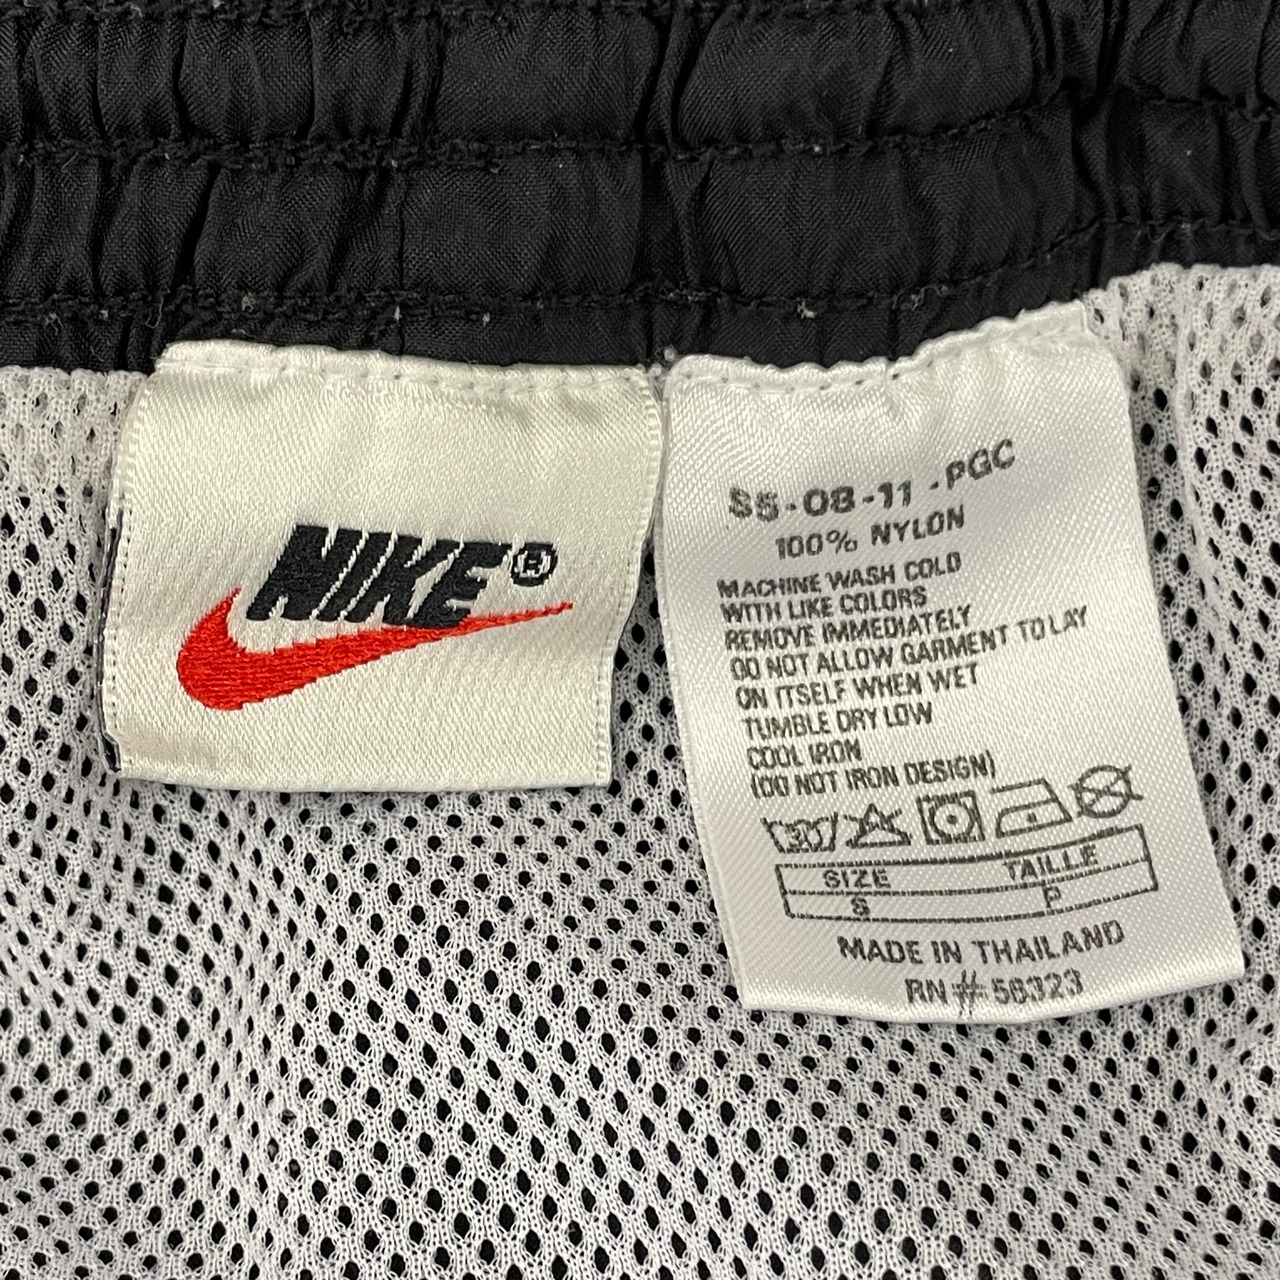 NIKE®
S5-08-11-PGC
100% NYLON
MACHINE WASH COLD
WITH LIKE COLORS
REMOVE IMMEDIATELY
DO NOT ALLOW GARMENT TO LAY
ON ITSELF WHEN WET
TUMBLE DRY LOW
COOL IRON
(DO NOT IRON DESIGN)
30
SIZE TAILLE
S P
MADE IN THAILAND
RN# 56323